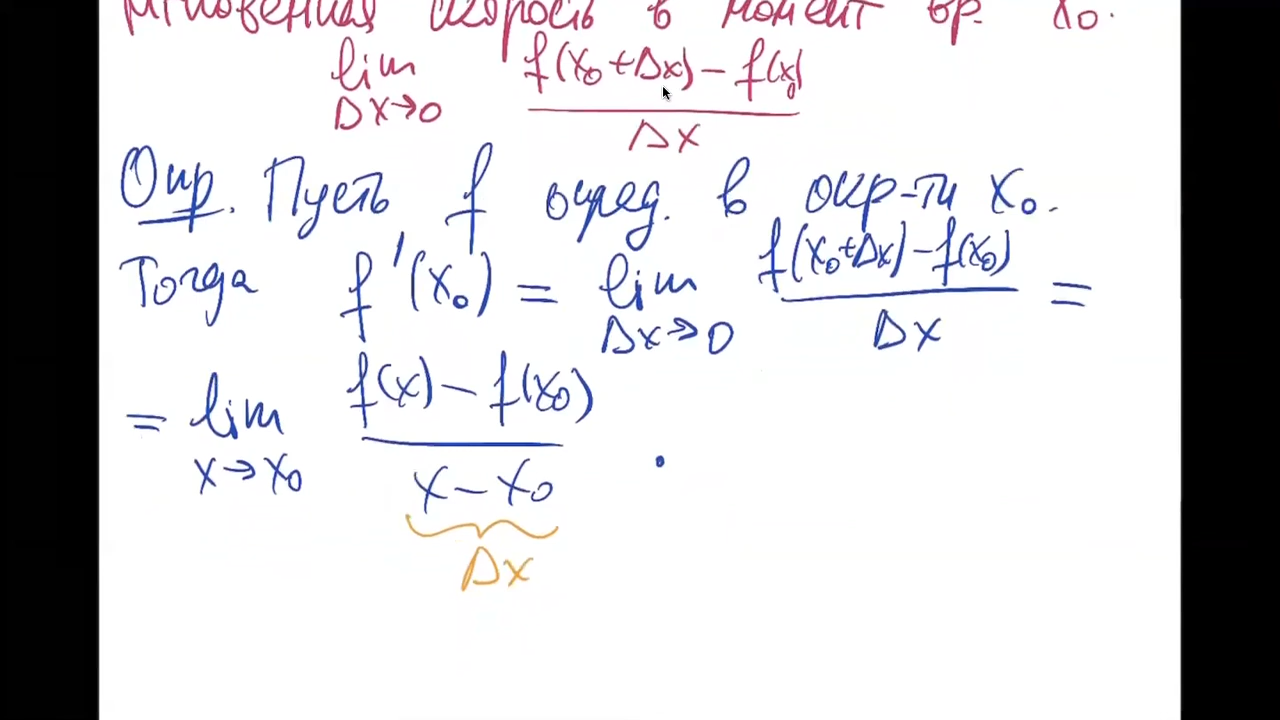 Мгновенная скорость в момент вр. x₀.
lim f(x₀+Δx) − f(x₀)
Δx→0 Δx
Опр. Пусть f опред. в окр-ти x₀.
Тогда f'(x₀) = lim f(x₀+Δx)−f(x₀) =
Δx→0 Δx
= lim f(x) − f(x₀) .
x→x₀ x − x₀
Δx